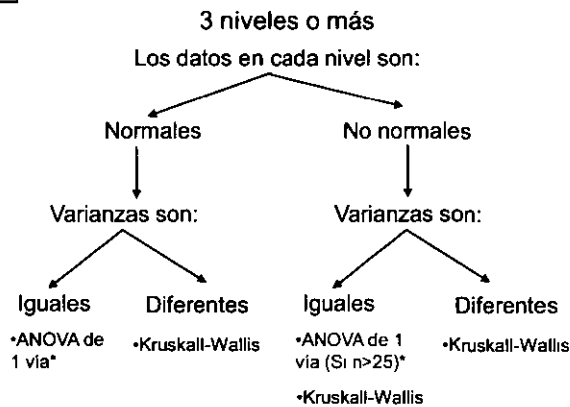 3 niveles o más
Los datos en cada nivel son:
Normales
No normales
Varianzas son:
Varianzas son:
Iguales
Diferentes
Iguales
Diferentes
•ANOVA de
1 vía*
•Kruskall-Wallis
•ANOVA de 1
vía (Si n>25)*
•Kruskall-Wallis
•Kruskall-Wallis